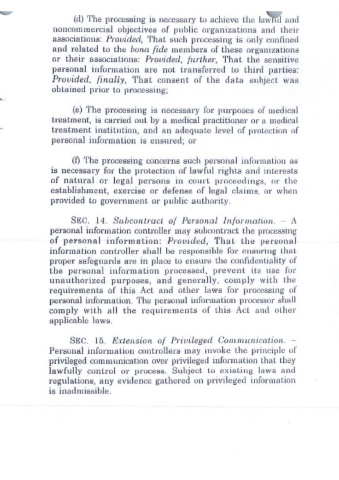 (d) The processing is necessary to achieve the lawful and
noncommercial objectives of public organizations and their
associations: Provided, That such processing is only confined
and related to the bona fide members of these organizations
or their associations: Provided, further, That the sensitive
personal information are not transferred to third parties:
Provided, finally, That consent of the data subject was
obtained prior to processing;
(e) The processing is necessary for purposes of medical
treatment, is carried out by a medical practitioner or a medical
treatment institution, and an adequate level of protection of
personal information is ensured; or
(f) The processing concerns such personal information as
is necessary for the protection of lawful rights and interests
of natural or legal persons in court proceedings, or the
establishment, exercise or defense of legal claims, or when
provided to government or public authority.
SEC. 14. Subcontract of Personal Information. – A
personal information controller may subcontract the processing
of personal information: Provided, That the personal
information controller shall be responsible for ensuring that
proper safeguards are in place to ensure the confidentiality of
the personal information processed, prevent its use for
unauthorized purposes, and generally, comply with the
requirements of this Act and other laws for processing of
personal information. The personal information processor shall
comply with all the requirements of this Act and other
applicable laws.
SEC. 15. Extension of Privileged Communication. –
Personal information controllers may invoke the principle of
privileged communication over privileged information that they
lawfully control or process. Subject to existing laws and
regulations, any evidence gathered on privileged information
is inadmissible.